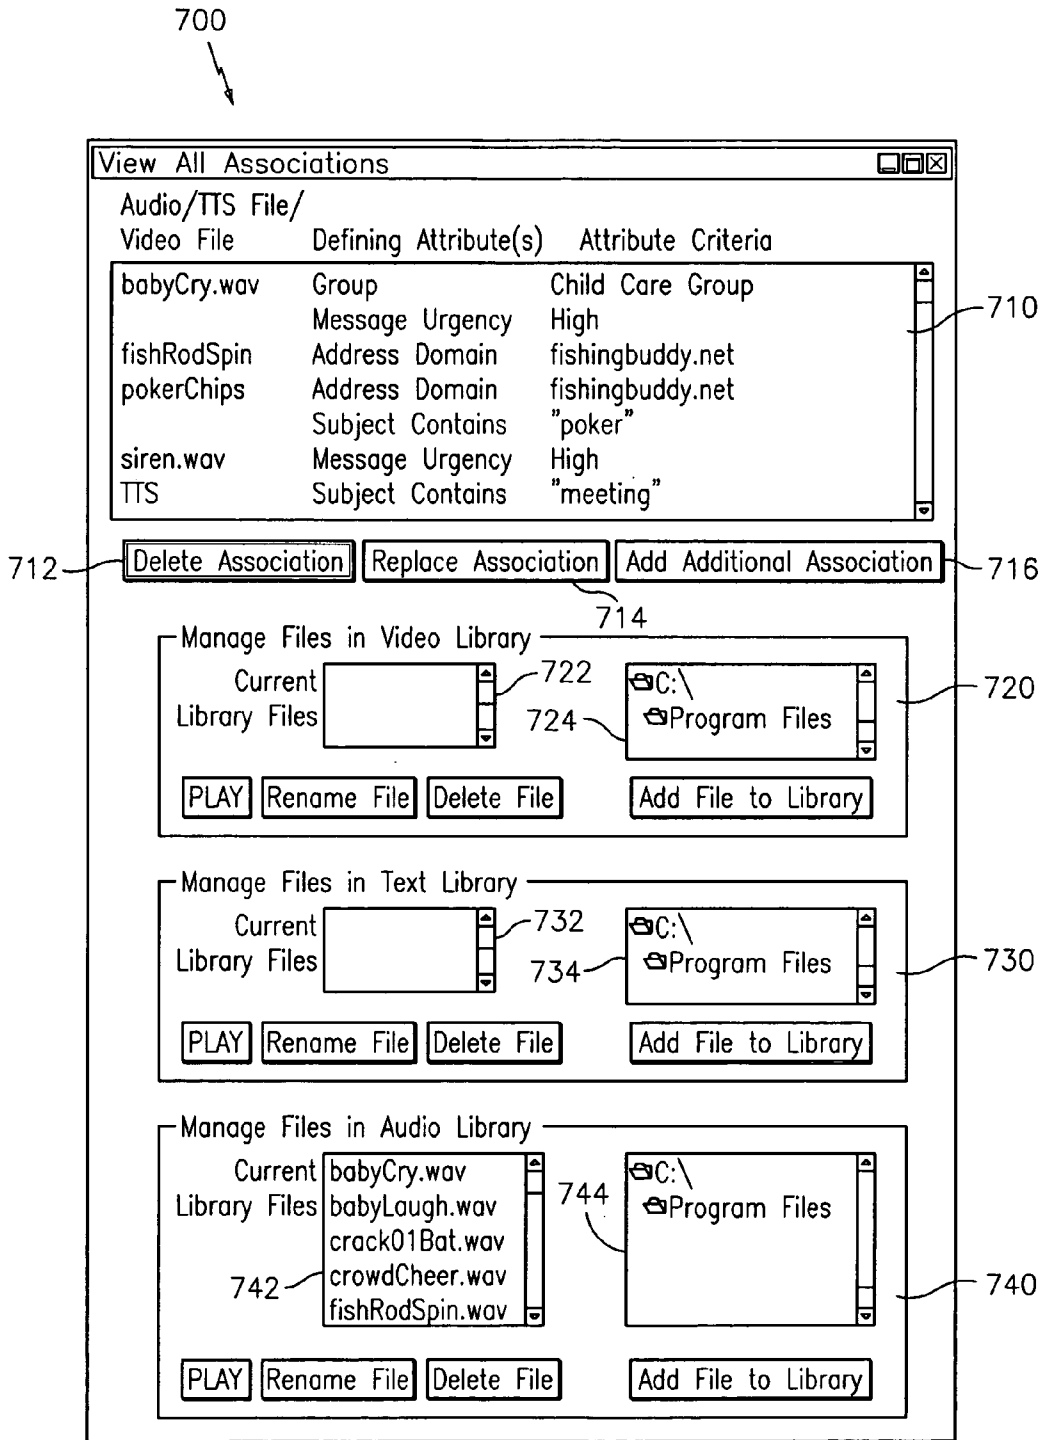 700
View All Associations
Audio/TTS File/
Video File Defining Attribute(s) Attribute Criteria
babyCry.wav Group Child Care Group
Message Urgency High
710
fishRodSpin Address Domain fishingbuddy.net
pokerChips Address Domain fishingbuddy.net
Subject Contains "poker"
siren.wav Message Urgency High
TTS Subject Contains "meeting"
712 Delete Association Replace Association Add Additional Association 716
714
Manage Files in Video Library
Current 722 C:\ 720
Library Files 724 Program Files
PLAY Rename File Delete File Add File to Library
Manage Files in Text Library
Current 732 C:\
Library Files 734 Program Files 730
PLAY Rename File Delete File Add File to Library
Manage Files in Audio Library
Current babyCry.wav C:\
Library Files babyLaugh.wav 744 Program Files
crack01Bat.wav
742 crowdCheer.wav 740
fishRodSpin.wav
PLAY Rename File Delete File Add File to Library